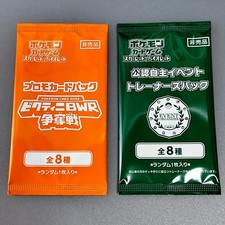 ポケモン
カードゲーム
スカーレット バイオレット
非売品
プロモカードパック
ビクティニBWR
争奪戦
全8種
●ランダム1枚入り●
ポケモン
カードゲーム
スカーレット バイオレット
非売品
公認自主イベント
トレーナーズパック
EVENT
全8種
●ランダム1枚入り●